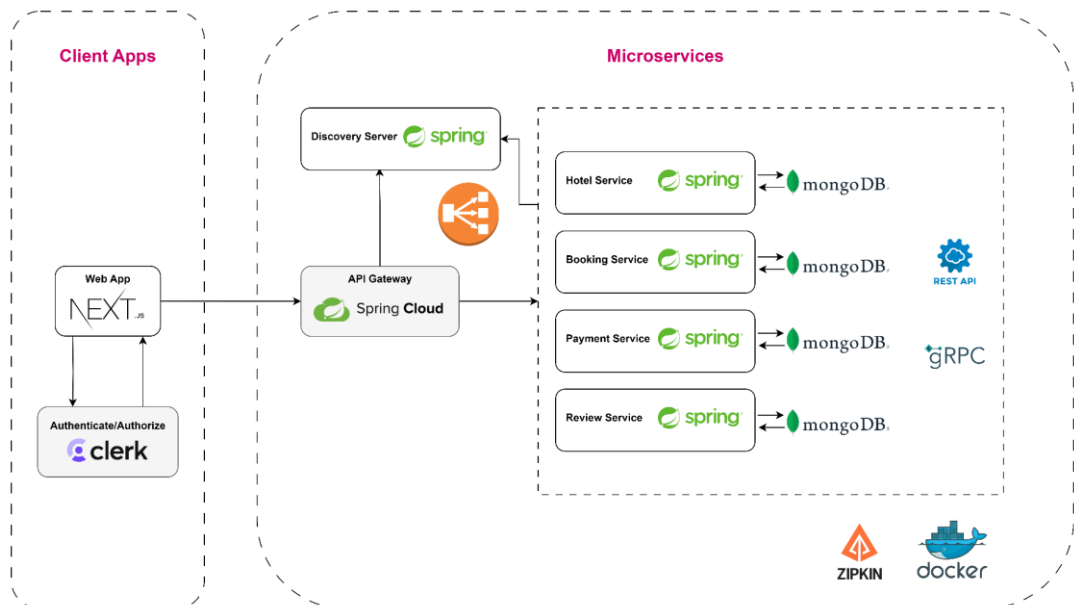 Client Apps
Microservices
Discovery Server spring
Hotel Service spring
mongoDB
Booking Service spring
mongoDB
REST API
Web App
NEXT.JS
API Gateway
Spring Cloud
Payment Service spring
mongoDB
gRPC
Review Service spring
mongoDB
Authenticate/Authorize
clerk
ZIPKIN
docker